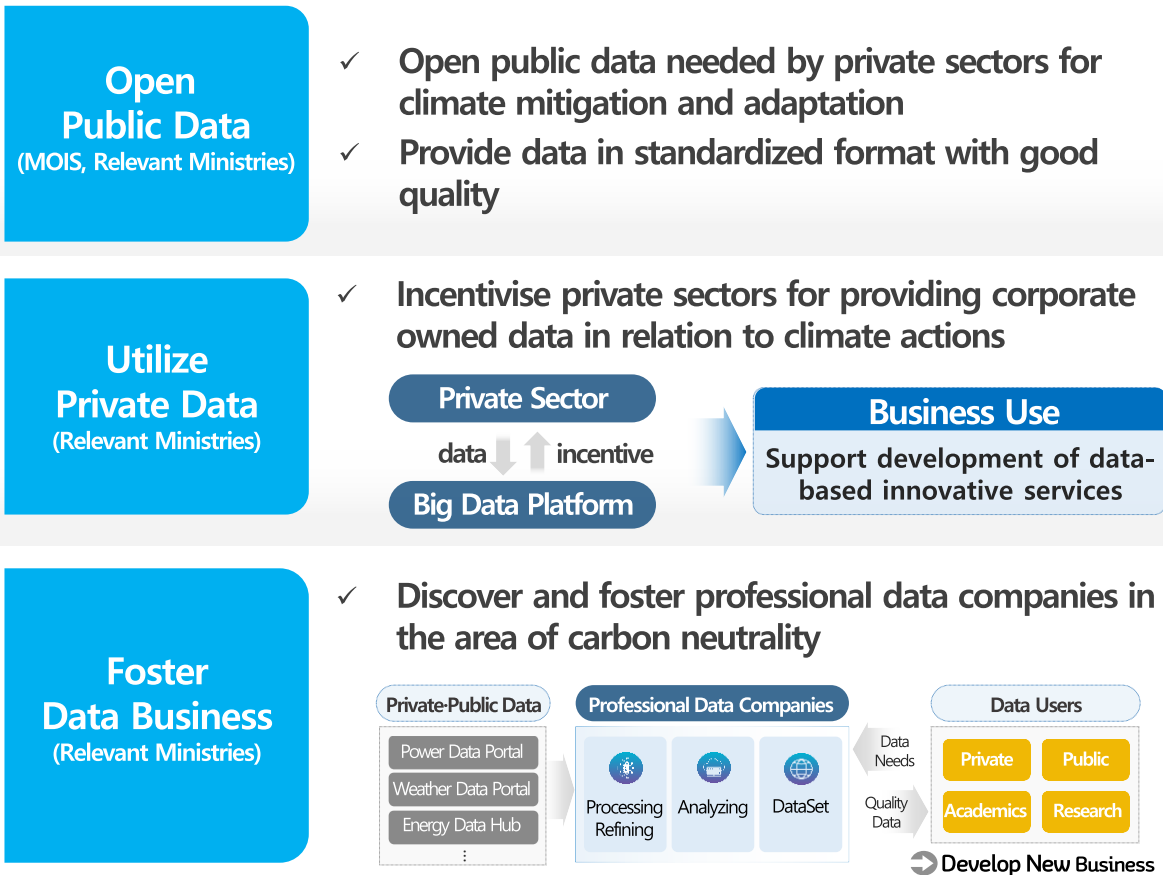 Open
Public Data
(MOIS, Relevant Ministries)
✓ Open public data needed by private sectors for
climate mitigation and adaptation
✓ Provide data in standardized format with good
quality
Utilize
Private Data
(Relevant Ministries)
✓ Incentivise private sectors for providing corporate
owned data in relation to climate actions
Private Sector
data incentive
Big Data Platform
Business Use
Support development of data-
based innovative services
Foster
Data Business
(Relevant Ministries)
✓ Discover and foster professional data companies in
the area of carbon neutrality
Private·Public Data
Power Data Portal
Weather Data Portal
Energy Data Hub
⋮
Professional Data Companies
Processing
Refining
Analyzing
DataSet
Data
Needs
Quality
Data
Data Users
Private
Public
Academics
Research
Develop New Business